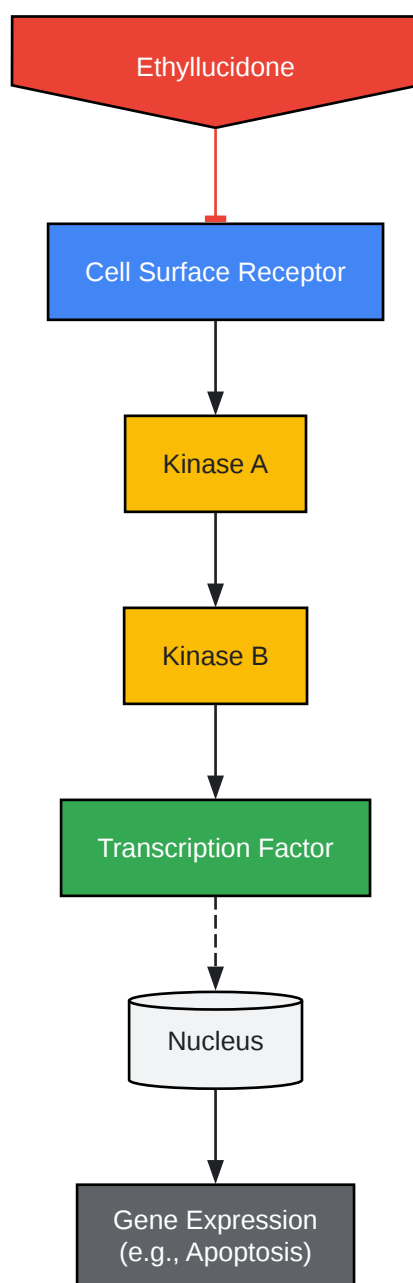 Ethyllucidone
Cell Surface Receptor
Kinase A
Kinase B
Transcription Factor
Nucleus
Gene Expression
(e.g., Apoptosis)